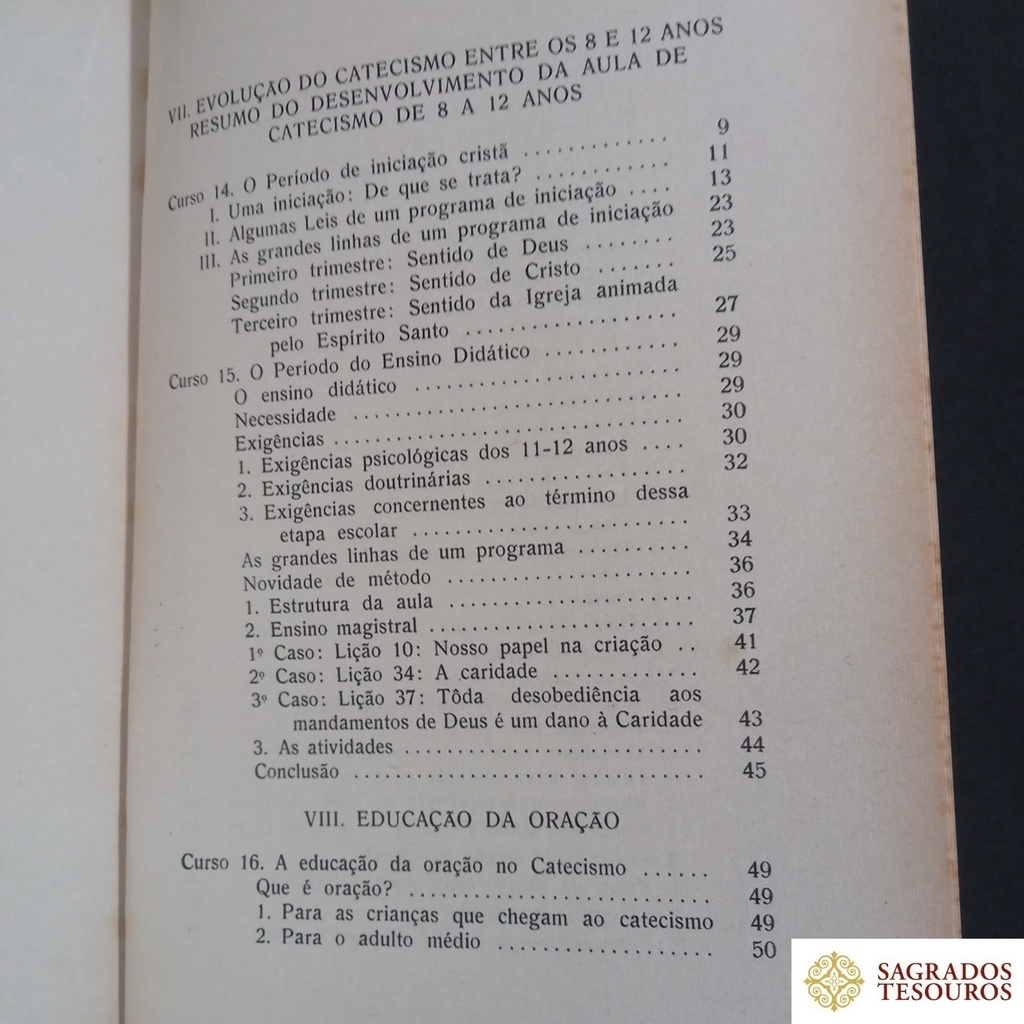 VII. EVOLUÇÃO DO CATECISMO ENTRE OS 8 E 12 ANOS
RESUMO DO DESENVOLVIMENTO DA AULA DE
CATECISMO DE 8 A 12 ANOS
Curso 14. O Período de iniciação cristã .............. 9
I. Uma iniciação: De que se trata? ............ 11
II. Algumas Leis de um programa de iniciação .... 13
III. As grandes linhas de um programa de iniciação 23
Primeiro trimestre: Sentido de Deus ........ 23
Segundo trimestre: Sentido de Cristo ....... 25
Terceiro trimestre: Sentido da Igreja animada
pelo Espírito Santo .................... 27
Curso 15. O Período do Ensino Didático ............ 29
O ensino didático .......................... 29
Necessidade ................................ 29
Exigências ................................. 30
1. Exigências psicológicas dos 11-12 anos .... 30
2. Exigências doutrinárias .................. 32
3. Exigências concernentes ao término dessa
etapa escolar .......................... 33
As grandes linhas de um programa .......... 34
Novidade de método ........................ 36
1. Estrutura da aula ........................ 36
2. Ensino magistral .......................... 37
1º Caso: Lição 10: Nosso papel na criação .. 41
2º Caso: Lição 34: A caridade ............. 42
3º Caso: Lição 37: Tôda desobediência aos
mandamentos de Deus é um dano à Caridade 43
3. As atividades ............................. 44
Conclusão .................................. 45
VIII. EDUCAÇÃO DA ORAÇÃO
Curso 16. A educação da oração no Catecismo ...... 49
Que é oração? .............................. 49
1. Para as crianças que chegam ao catecismo 49
2. Para o adulto médio ..................... 50
SAGRADOS
TESOUROS